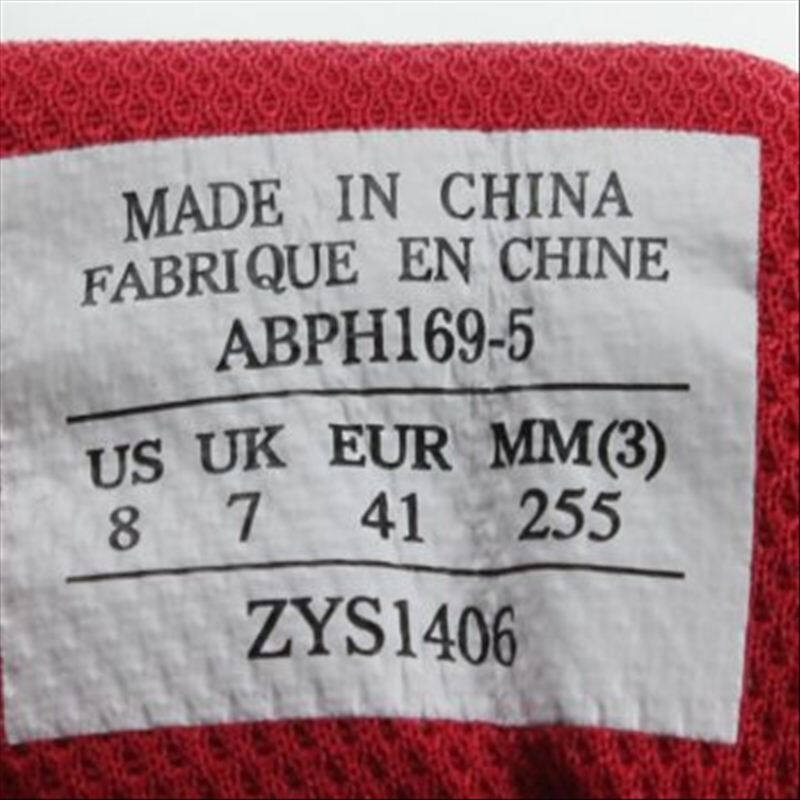 MADE IN CHINA
FABRIQUE EN CHINE
ABPH169-5
US UK EUR MM(3)
8 7 41 255
ZYS1406